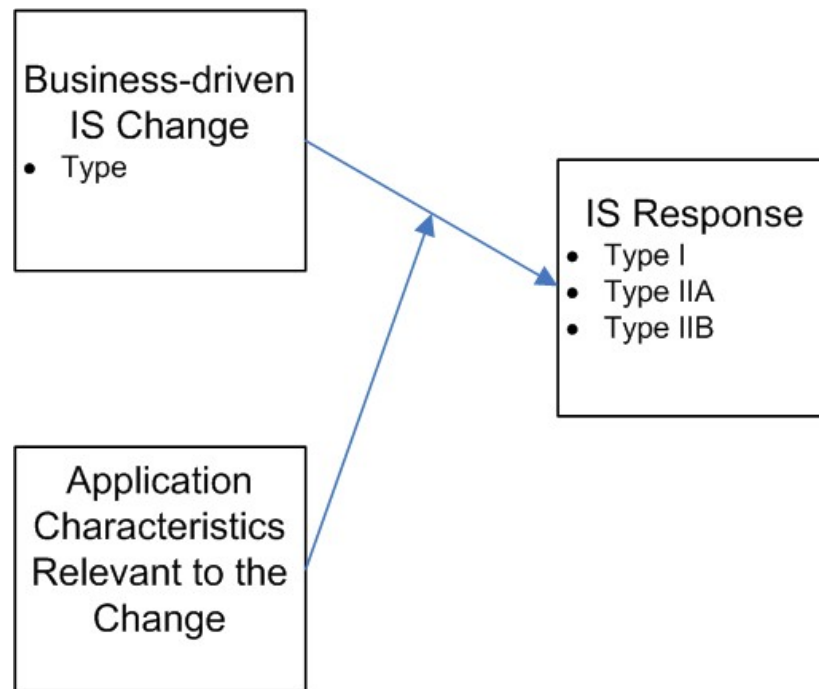 Business-driven
IS Change
• Type
IS Response
• Type I
• Type IIA
• Type IIB
Application
Characteristics
Relevant to the
Change